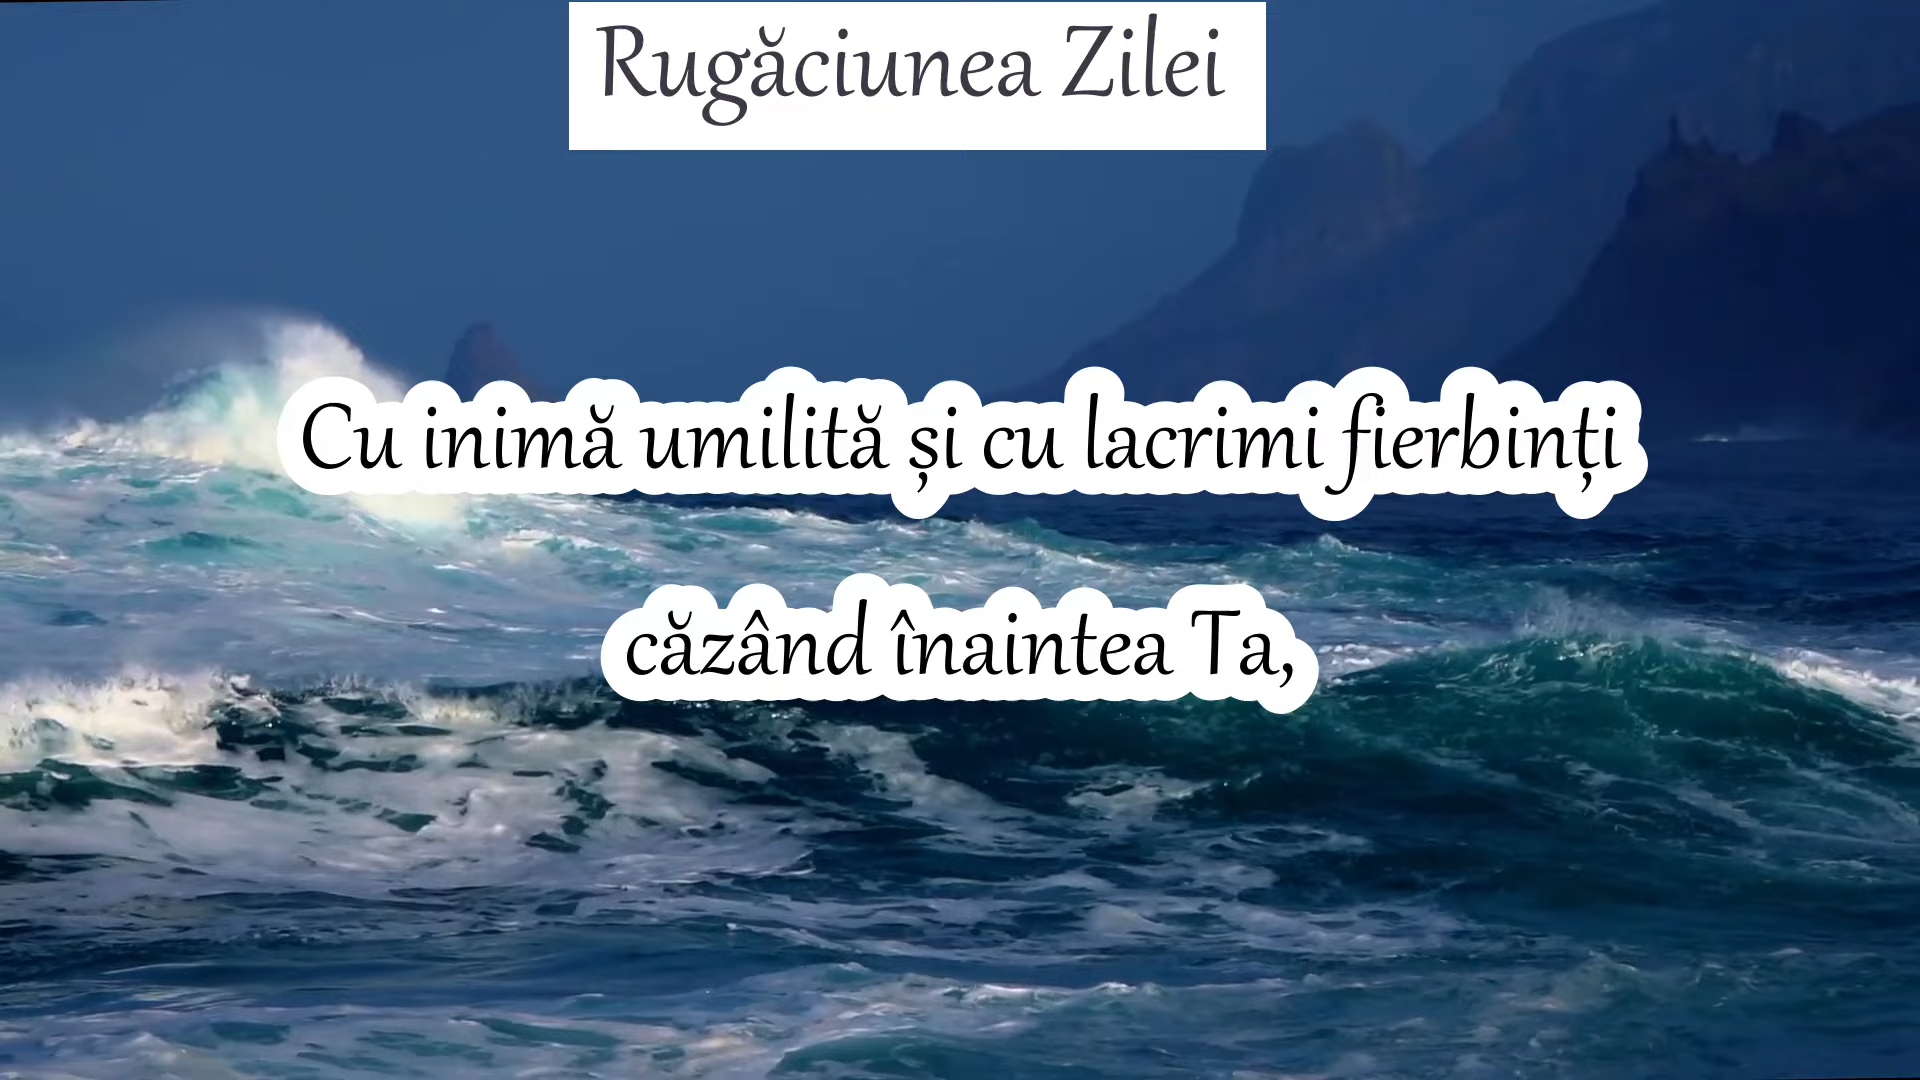 Rugăciunea Zilei
Cu inimă umilită și cu lacrimi fierbinți
căzând înaintea Ta,